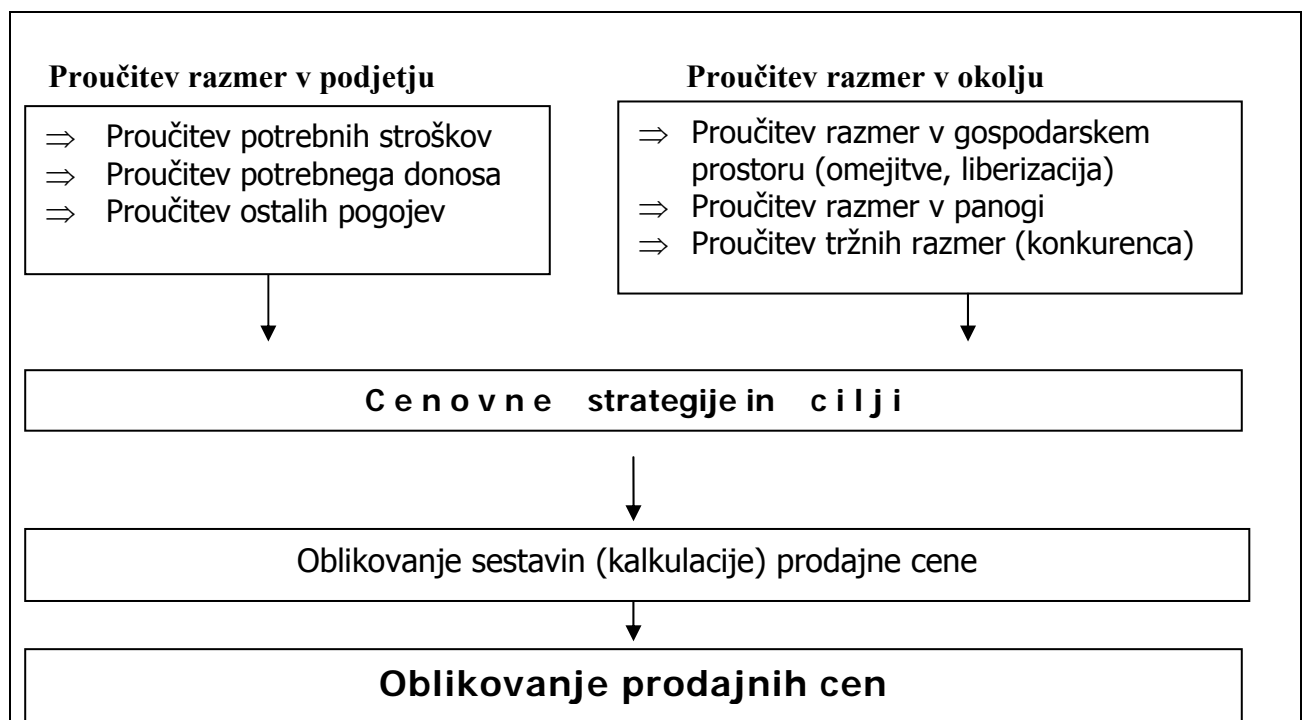 Proučitev razmer v podjetju
⇒ Proučitev potrebnih stroškov
⇒ Proučitev potrebnega donosa
⇒ Proučitev ostalih pogojev
Proučitev razmer v okolju
⇒ Proučitev razmer v gospodarskem
prostoru (omejitve, liberizacija)
⇒ Proučitev razmer v panogi
⇒ Proučitev tržnih razmer (konkurenca)
Cenovne strategije in cilji
Oblikovanje sestavin (kalkulacije) prodajne cene
Oblikovanje prodajnih cen